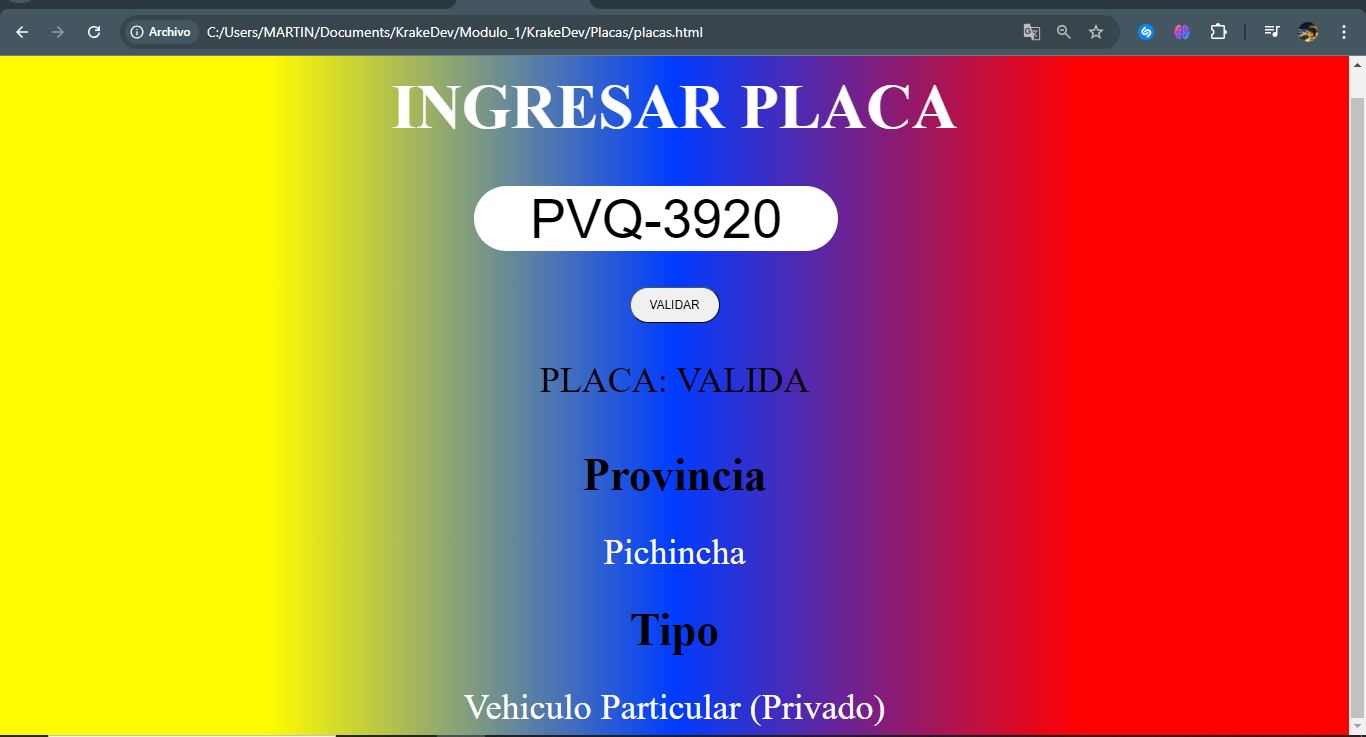 Archivo
C:/Users/MARTIN/Documents/KrakeDev/Modulo_1/KrakeDev/Placas/placas.html
INGRESAR PLACA
PVQ-3920
VALIDAR
PLACA: VALIDA
Provincia
Pichincha
Tipo
Vehiculo Particular (Privado)